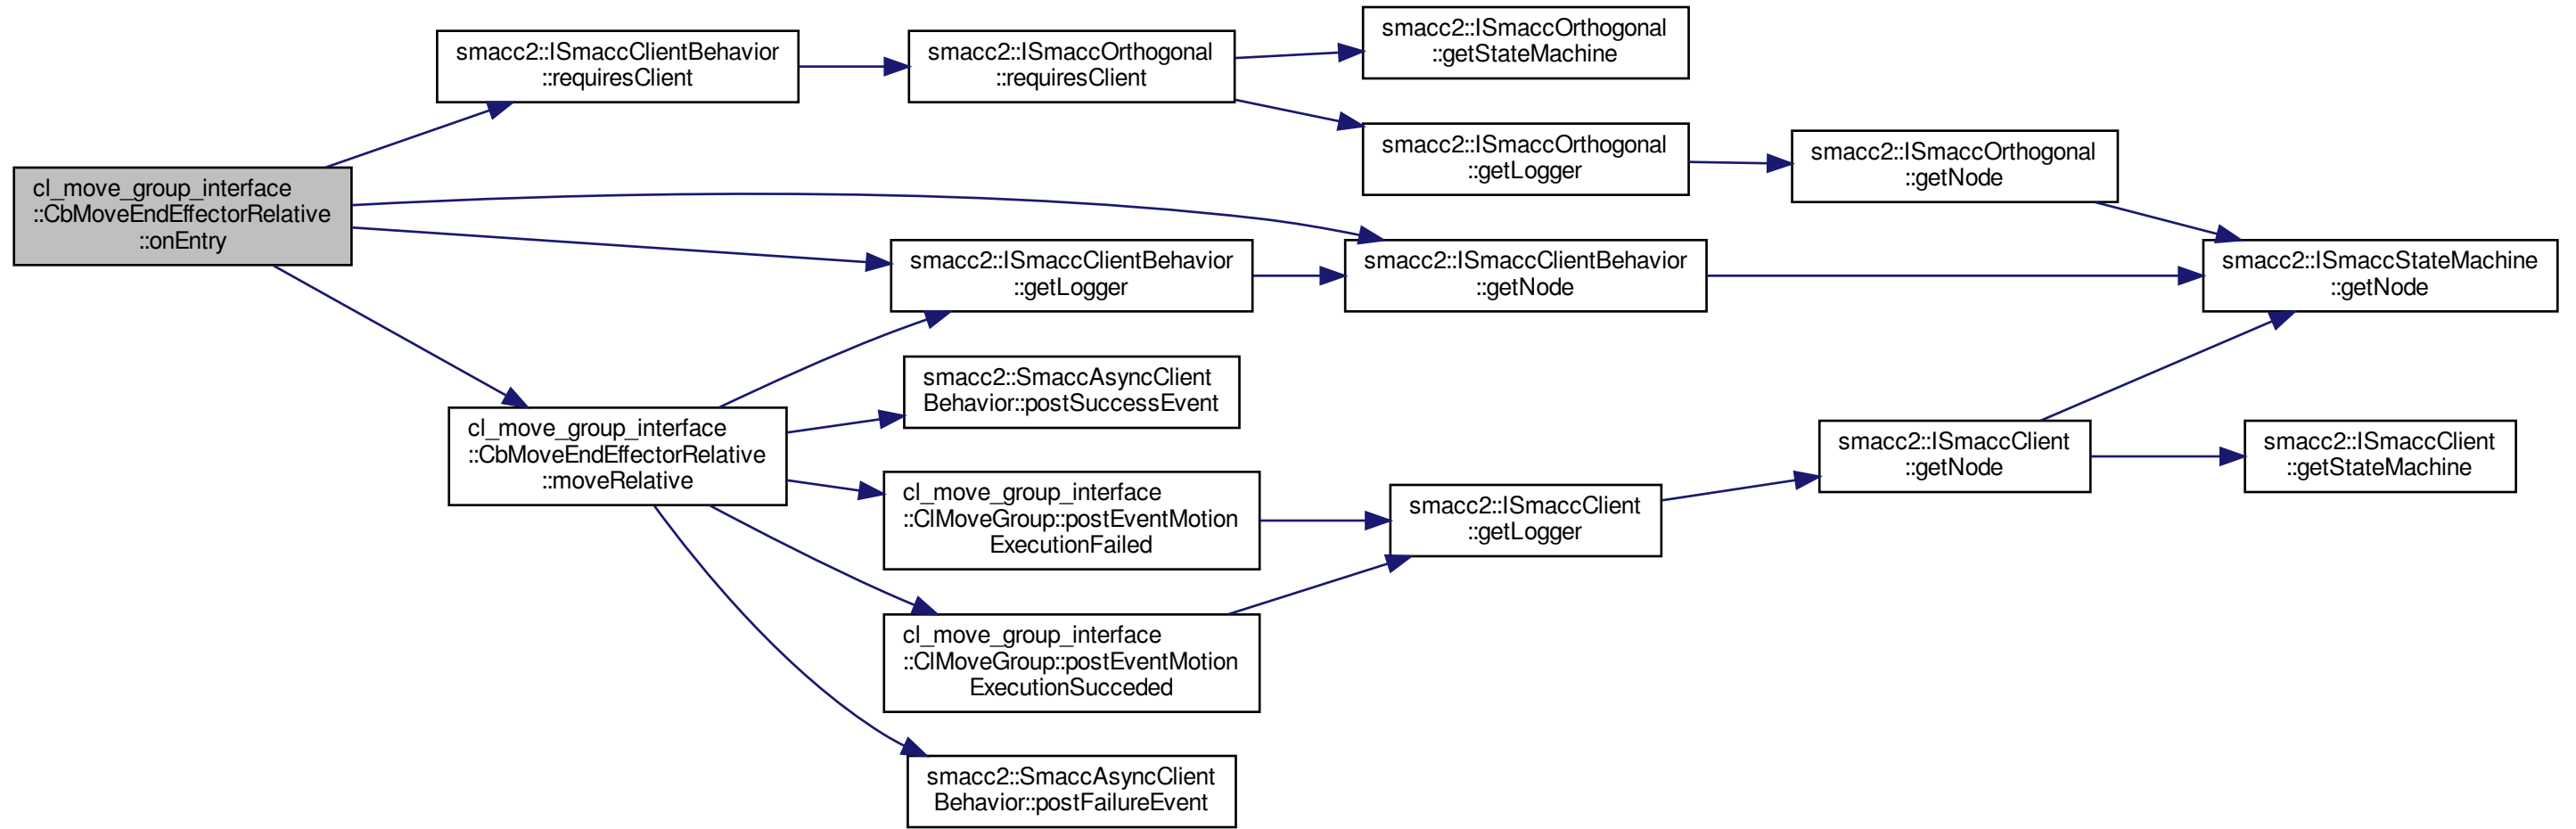 cl_move_group_interface
::CbMoveEndEffectorRelative
::onEntry
smacc2::ISmaccClientBehavior
::requiresClient
smacc2::ISmaccOrthogonal
::requiresClient
smacc2::ISmaccOrthogonal
::getStateMachine
smacc2::ISmaccOrthogonal
::getLogger
smacc2::ISmaccOrthogonal
::getNode
smacc2::ISmaccClientBehavior
::getLogger
smacc2::ISmaccClientBehavior
::getNode
smacc2::ISmaccStateMachine
::getNode
cl_move_group_interface
::CbMoveEndEffectorRelative
::moveRelative
smacc2::SmaccAsyncClient
Behavior::postSuccessEvent
cl_move_group_interface
::ClMoveGroup::postEventMotion
ExecutionFailed
smacc2::ISmaccClient
::getLogger
smacc2::ISmaccClient
::getNode
smacc2::ISmaccClient
::getStateMachine
cl_move_group_interface
::ClMoveGroup::postEventMotion
ExecutionSucceded
smacc2::SmaccAsyncClient
Behavior::postFailureEvent